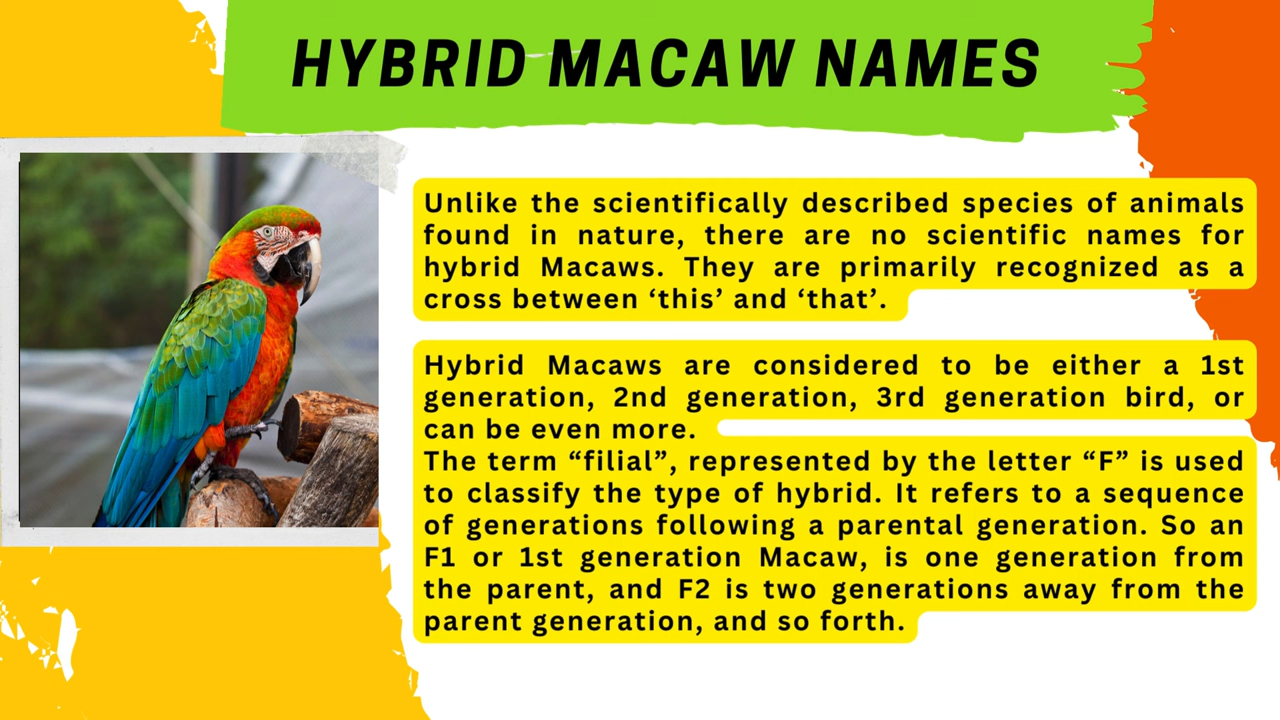 HYBRID MACAW NAMES
Unlike the scientifically described species of animals
found in nature, there are no scientific names for
hybrid Macaws. They are primarily recognized as a
cross between ‘this’ and ‘that’.
Hybrid Macaws are considered to be either a 1st
generation, 2nd generation, 3rd generation bird, or
can be even more.
The term “filial”, represented by the letter “F” is used
to classify the type of hybrid. It refers to a sequence
of generations following a parental generation. So an
F1 or 1st generation Macaw, is one generation from
the parent, and F2 is two generations away from the
parent generation, and so forth.